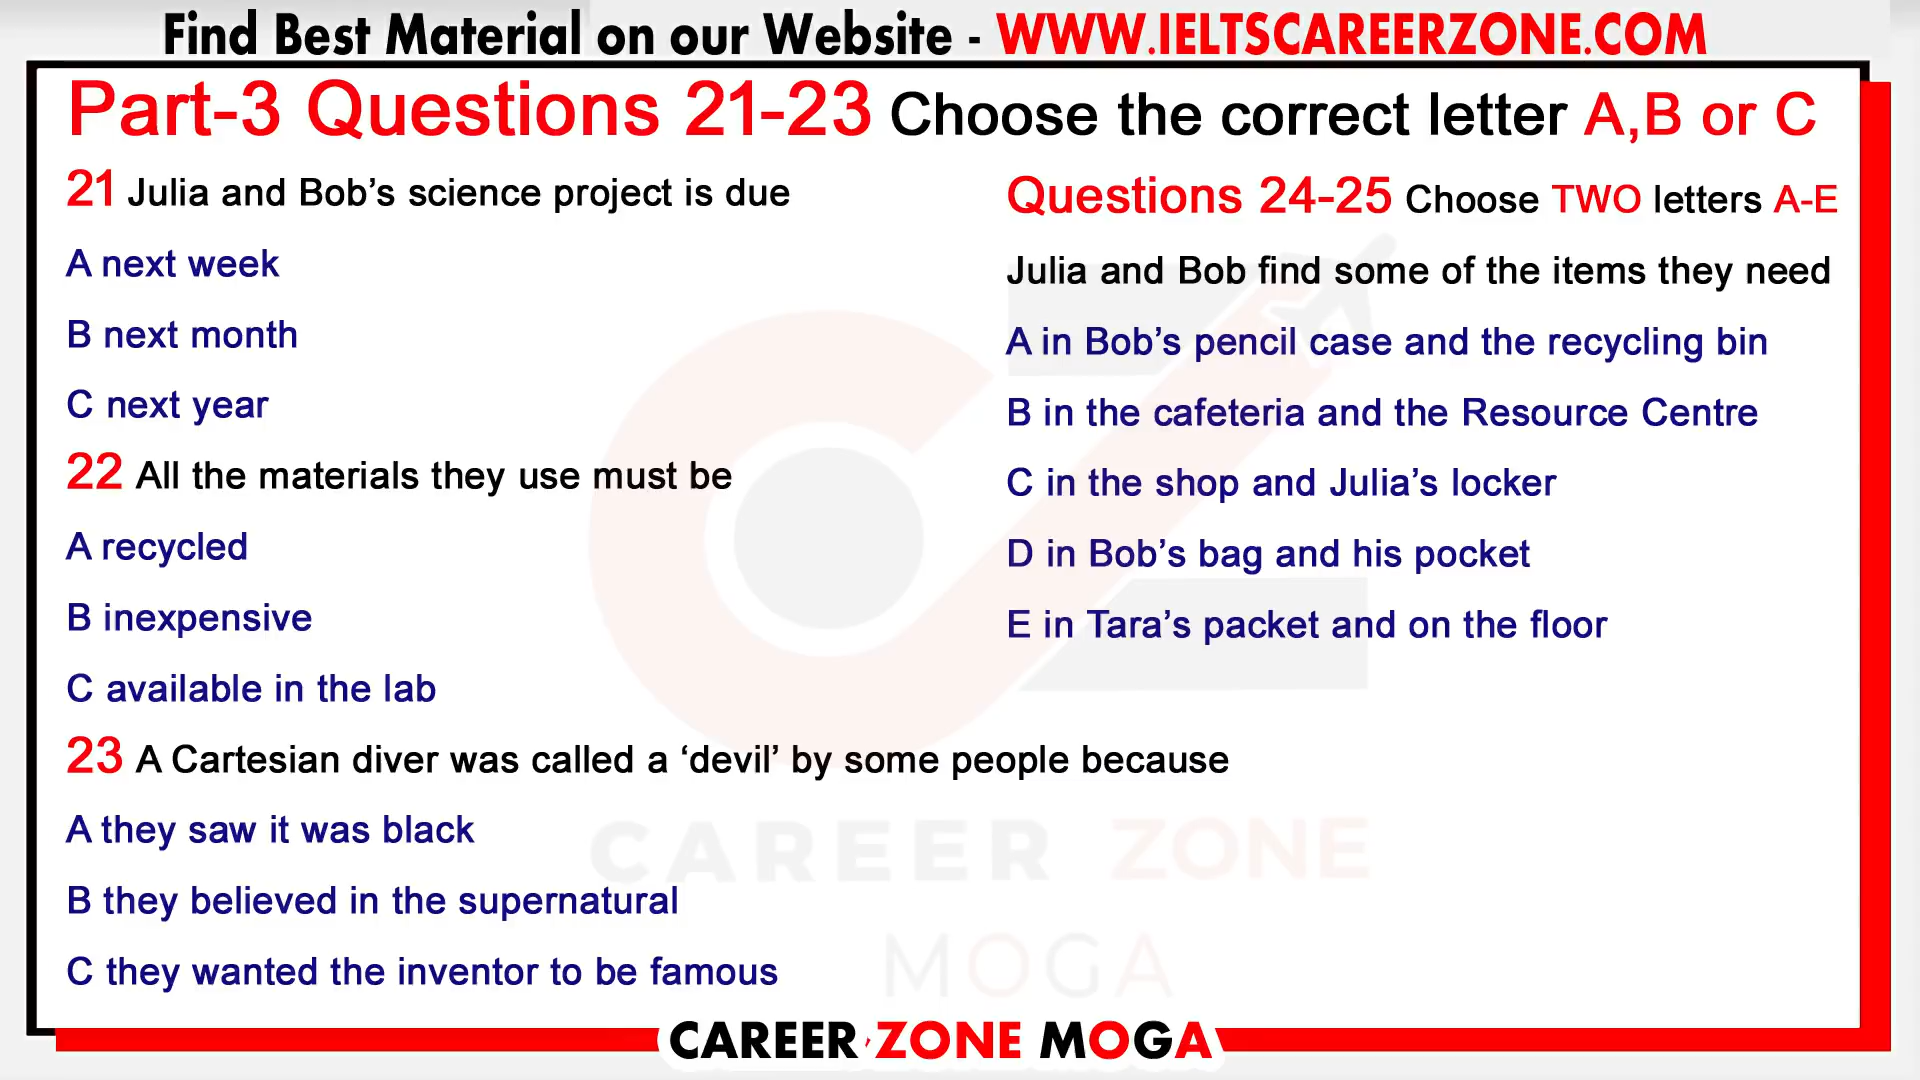 Find Best Material on our Website - WWW.IELTSCAREERZONE.COM
Part-3 Questions 21-23 Choose the correct letter A,B or C
21 Julia and Bob’s science project is due
A next week
B next month
C next year
22 All the materials they use must be
A recycled
B inexpensive
C available in the lab
23 A Cartesian diver was called a ‘devil’ by some people because
A they saw it was black
B they believed in the supernatural
C they wanted the inventor to be famous
Questions 24-25 Choose TWO letters A-E
Julia and Bob find some of the items they need
A in Bob’s pencil case and the recycling bin
B in the cafeteria and the Resource Centre
C in the shop and Julia’s locker
D in Bob’s bag and his pocket
E in Tara’s packet and on the floor
CAREER ZONE
MOGA
CAREER ZONE MOGA